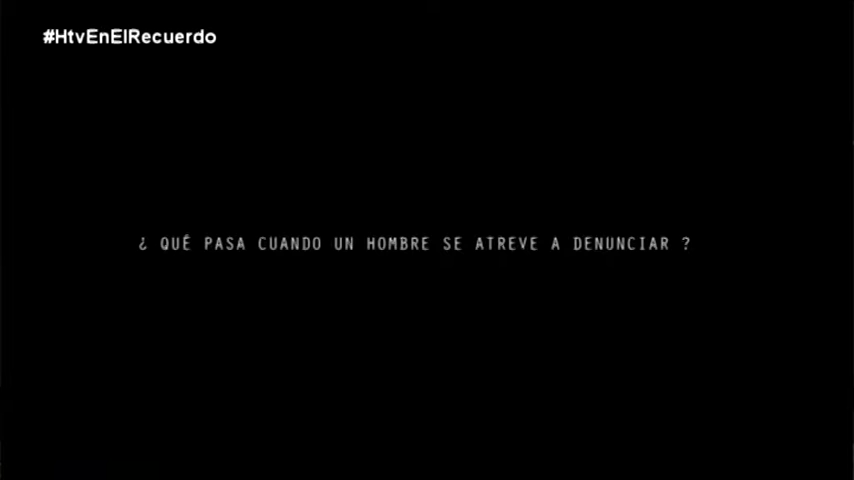 #HtvEnElRecuerdo
¿ QUÉ PASA CUANDO UN HOMBRE SE ATREVE A DENUNCIAR ?